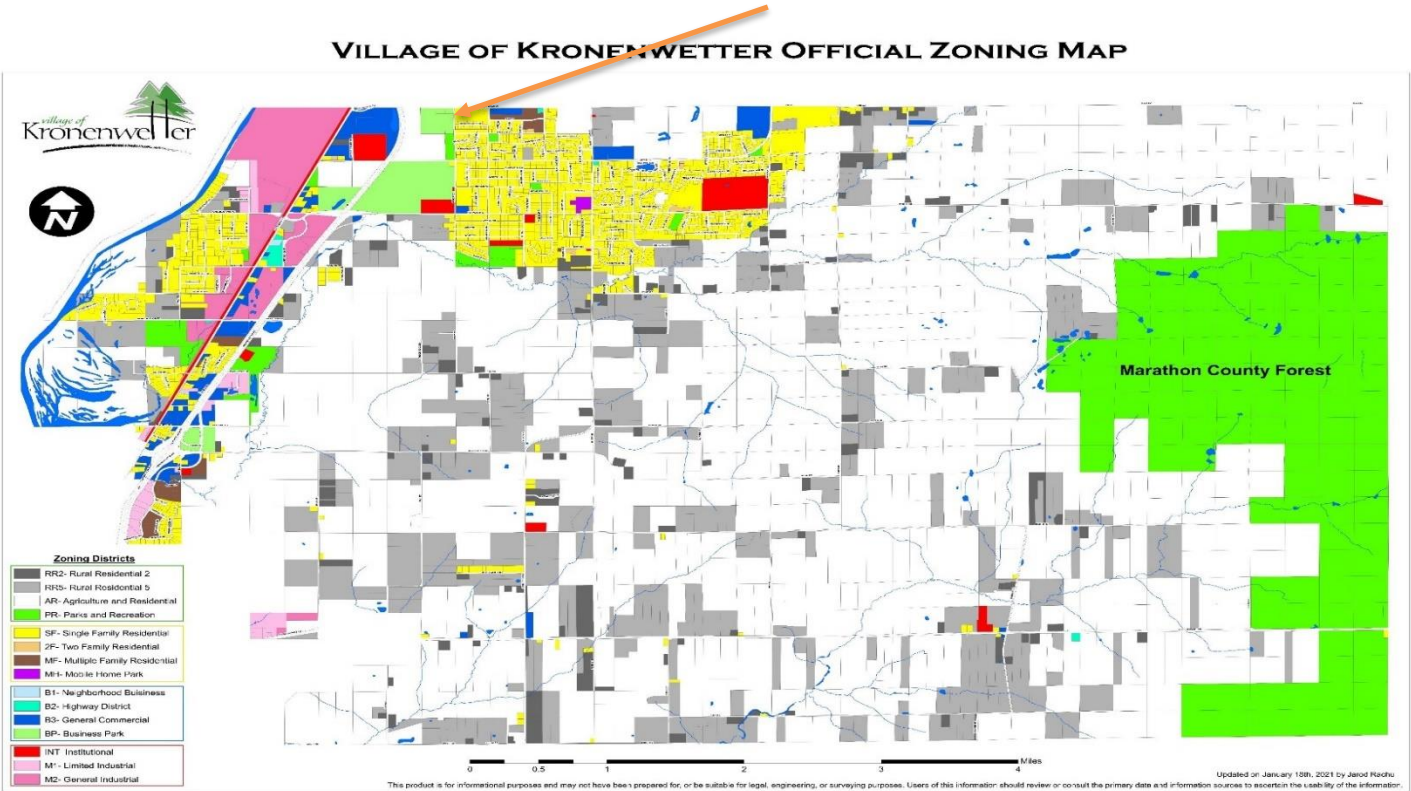 VILLAGE OF KRONENWETTER OFFICIAL ZONING MAP
village of
Kronenwetter
N
Marathon County Forest
Zoning Districts
RR2- Rural Residential 2
RR5- Rural Residential 5
AR- Agriculture and Residential
PR- Parks and Recreation
SF- Single Family Residential
2F- Two Family Residential
MF- Multiple Family Residential
MH- Mobile Home Park
B1- Neighborhood Buisiness
B2- Highway District
B3- General Commercial
BP- Business Park
INT Institutional
M1- Limited Industrial
M2- General Industrial
0 0.5 1 2 3 4 Miles
Updated on January 18th, 2021 by Jarod Rachu
This product is for informational purposes and may not have been prepared for, or be suitable for legal, engineering, or surveying purposes. Users of this information should review or consult the primary data and information sources to ascertain the usability of the information.